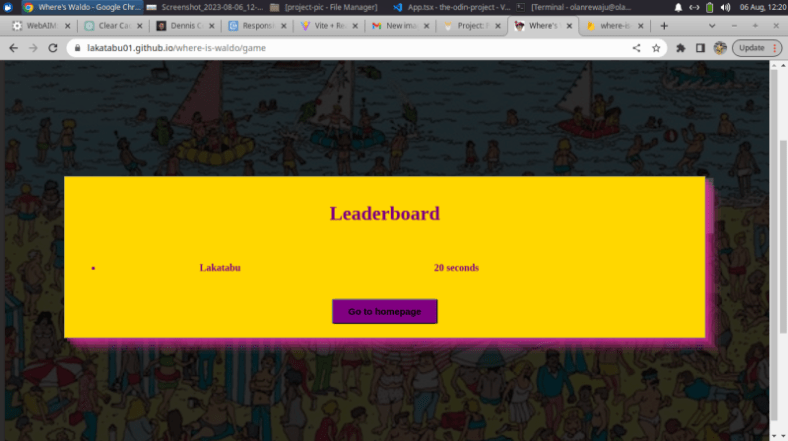 Where's Waldo - Google Chr...
Screenshot_2023-08-06_12-...
[project-pic - File Manager]
App.tsx - the-odin-project - V...
[Terminal - olanrewaju@ola...
06 Aug, 12:20
WebAIM
Clear Ca
Dennis C
Respons
Vite + Re
New ima
Project:
Where's
where-is
lakatabu01.github.io/where-is-waldo/game
Update
Leaderboard
• Lakatabu 20 seconds
Go to homepage